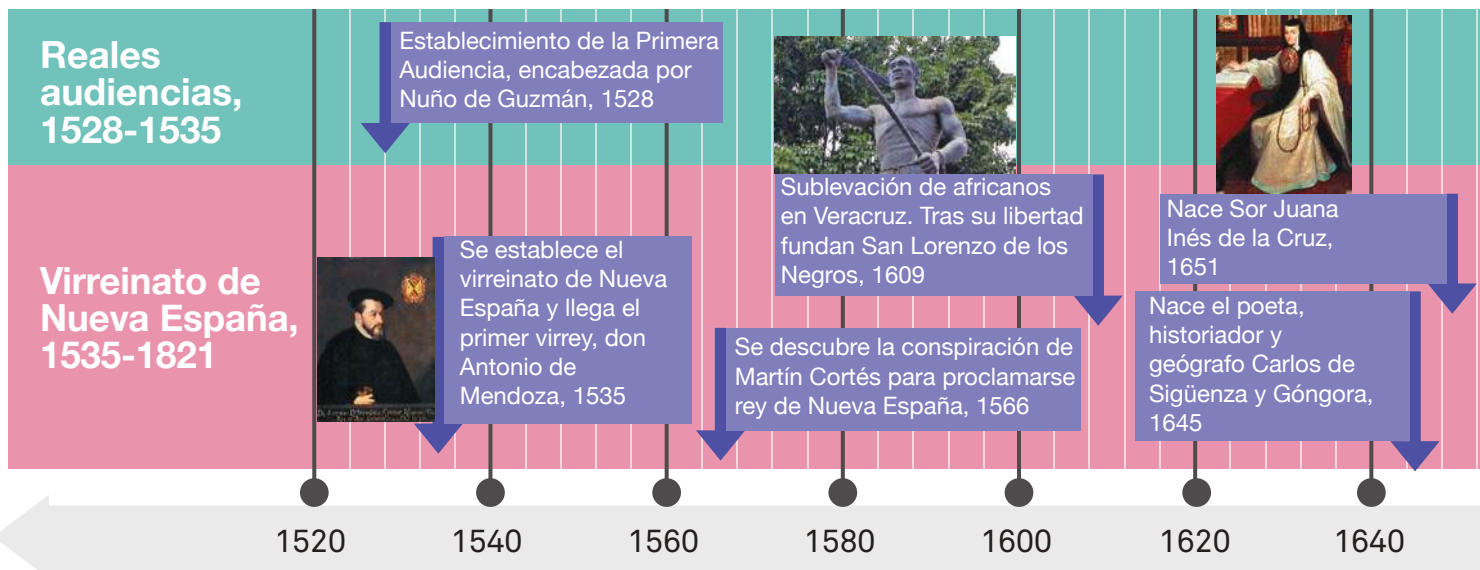 Reales
audiencias,
1528-1535
Establecimiento de la Primera
Audiencia, encabezada por
Nuño de Guzmán, 1528
Virreinato de
Nueva España,
1535-1821
Se establece el
virreinato de Nueva
España y llega el
primer virrey, don
Antonio de
Mendoza, 1535
Se descubre la conspiración de
Martín Cortés para proclamarse
rey de Nueva España, 1566
Sublevación de africanos
en Veracruz. Tras su libertad
fundan San Lorenzo de los
Negros, 1609
Nace Sor Juana
Inés de la Cruz,
1651
Nace el poeta,
historiador y
geógrafo Carlos de
Sigüenza y Góngora,
1645
1520
1540
1560
1580
1600
1620
1640